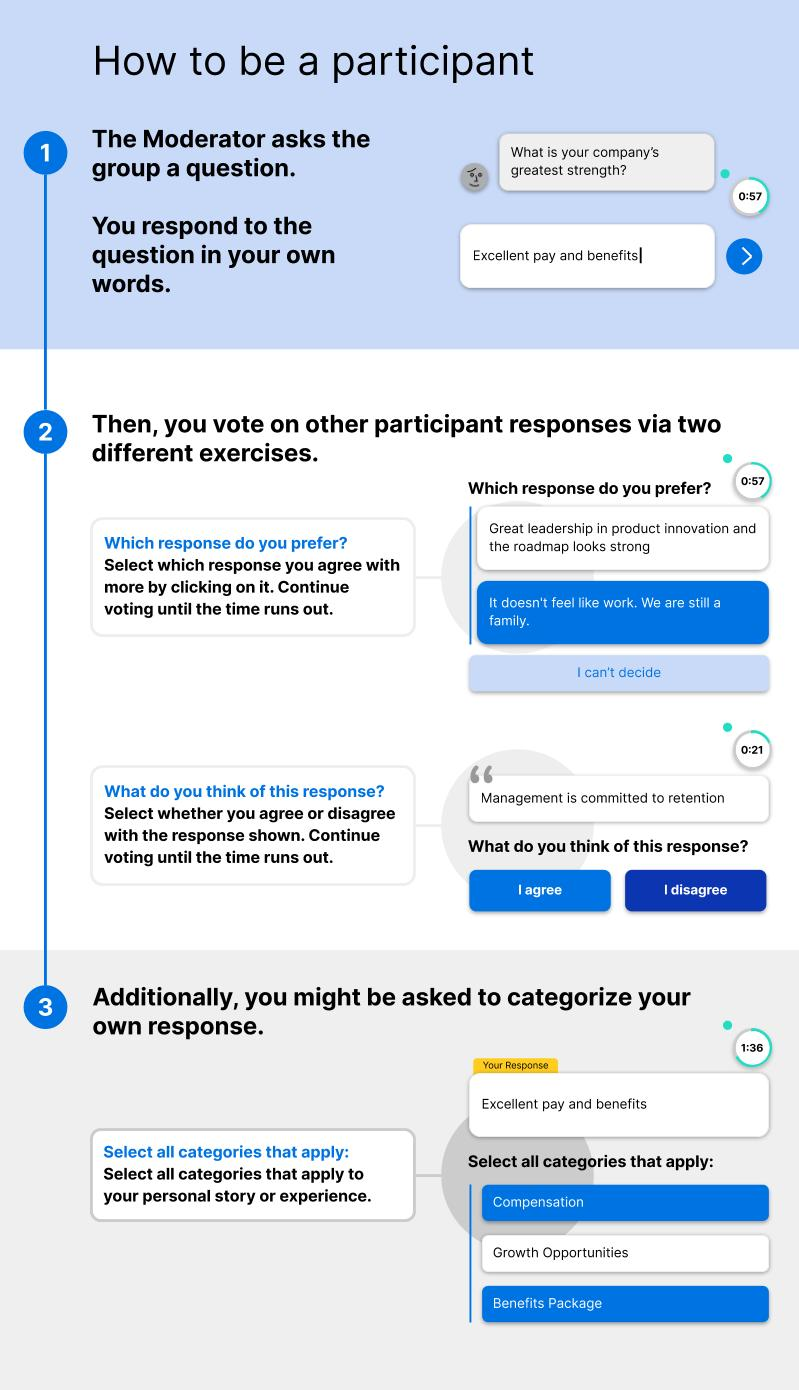 How to be a participant
1
The Moderator asks the
group a question.
You respond to the
question in your own
words.
What is your company's
greatest strength?
0:57
Excellent pay and benefits
2
Then, you vote on other participant responses via two
different exercises.
Which response do you prefer?
Select which response you agree with
more by clicking on it. Continue
voting until the time runs out.
Which response do you prefer?
0:57
Great leadership in product innovation and
the roadmap looks strong
It doesn't feel like work. We are still a
family.
I can't decide
What do you think of this response?
Select whether you agree or disagree
with the response shown. Continue
voting until the time runs out.
0:21
“
Management is committed to retention
What do you think of this response?
I agree
I disagree
3
Additionally, you might be asked to categorize your
own response.
Select all categories that apply:
Select all categories that apply to
your personal story or experience.
1:36
Your Response
Excellent pay and benefits
Select all categories that apply:
Compensation
Growth Opportunities
Benefits Package